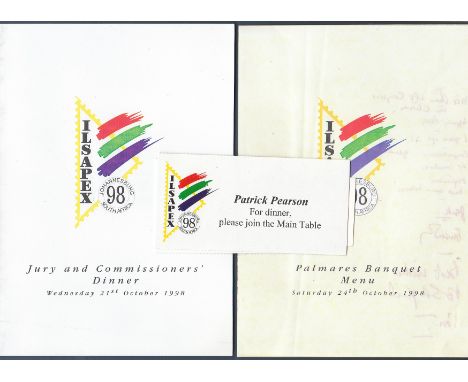 ILSAPEX
JOHANNESBURG
98
SOUTH AFRICA
Jury and Commissioners'
Dinner
Wednesday 21st October 1998
ILSAPEX
98
Patrick Pearson
For dinner,
please join the Main Table
98
Palmares Banquet
Menu
Saturday 24th October 1998